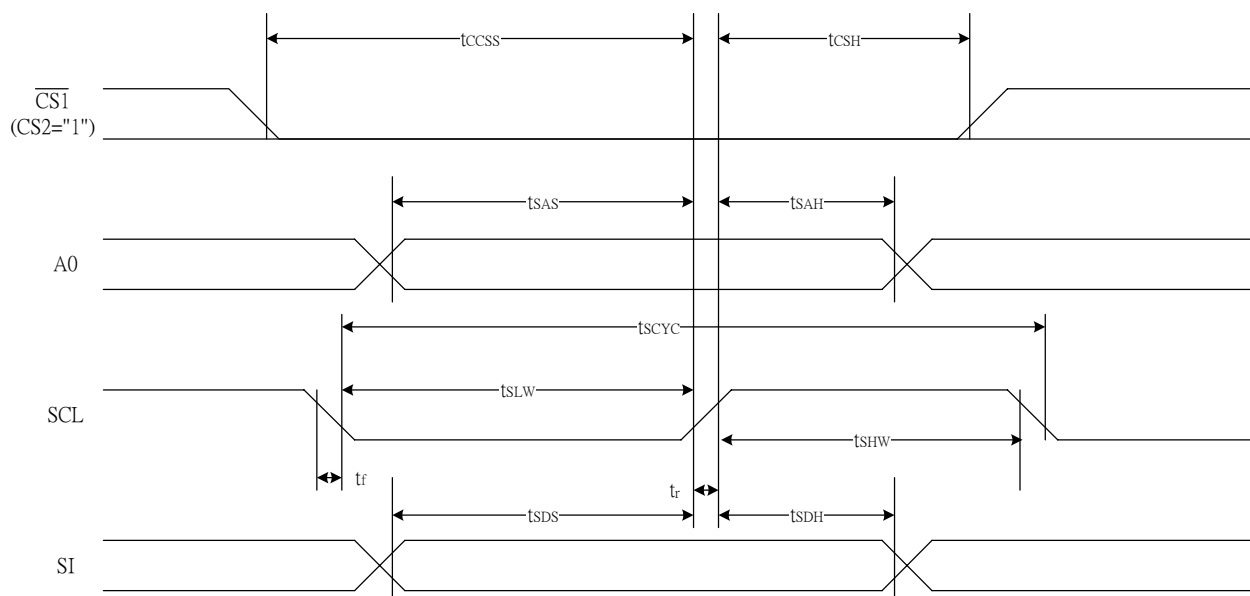 tCCSS
tCSH
CS1
(CS2="1")
tSAS
tSAH
A0
tSCYC
tSLW
SCL
tSHW
tf
tr
tSDS
tSDH
SI